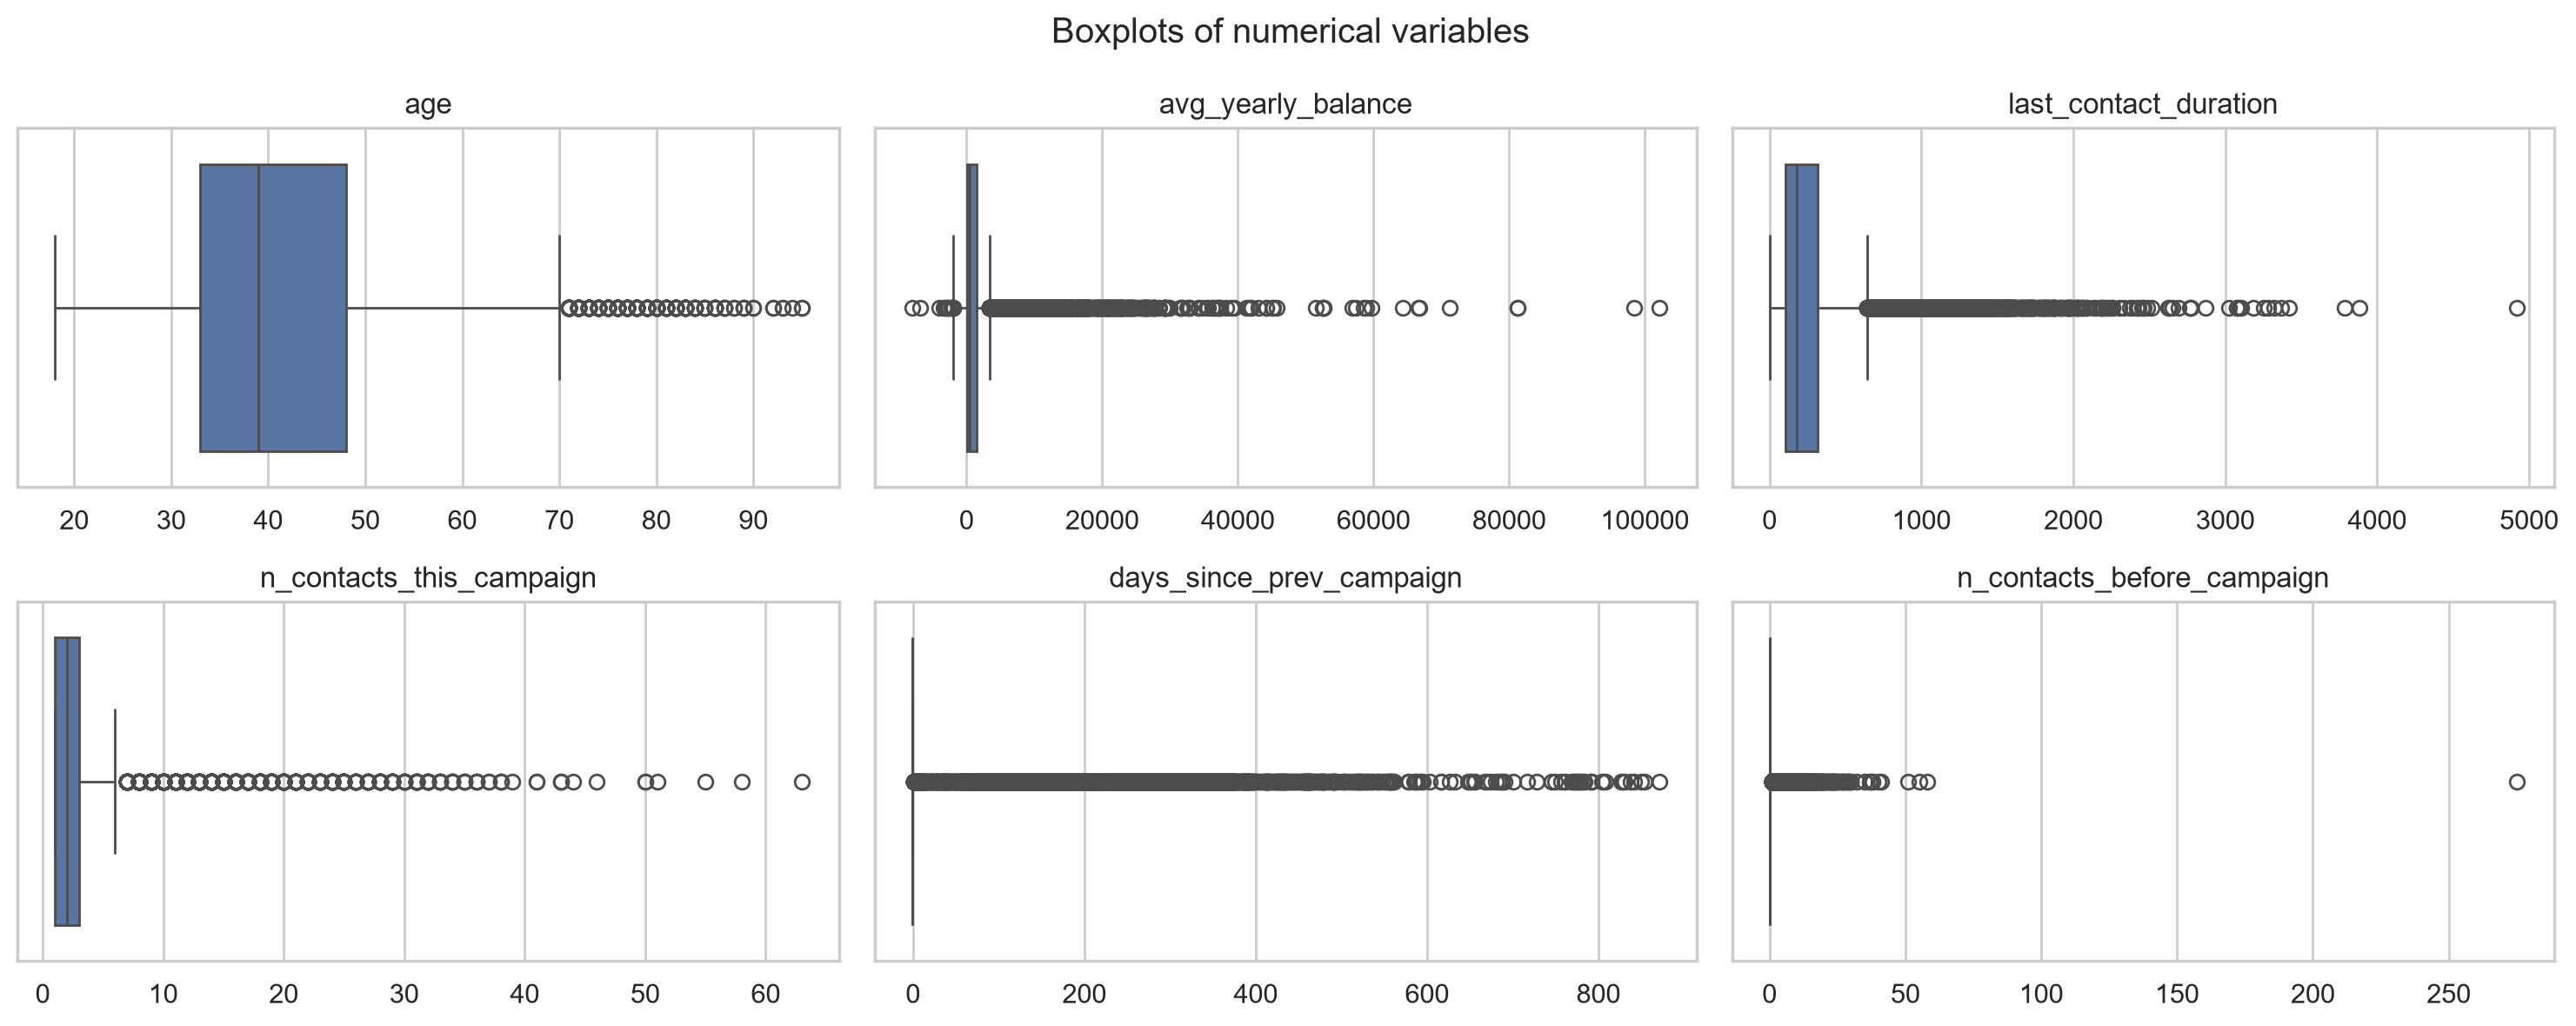 Boxplots of numerical variables
age avg_yearly_balance last_contact_duration
20 30 40 50 60 70 80 90 0 20000 40000 60000 80000 100000 0 1000 2000 3000 4000 5000
n_contacts_this_campaign days_since_prev_campaign n_contacts_before_campaign
0 10 20 30 40 50 60 0 200 400 600 800 0 50 100 150 200 250